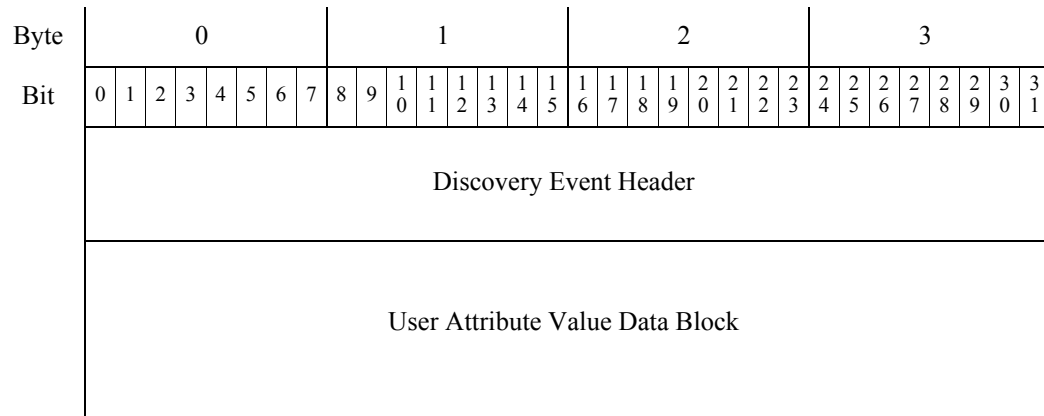 Byte 0 1 2 3
Bit 0 1 2 3 4 5 6 7 8 9 10 11 12 13 14 15 16 17 18 19 20 21 22 23 24 25 26 27 28 29 30 31
Discovery Event Header
User Attribute Value Data Block